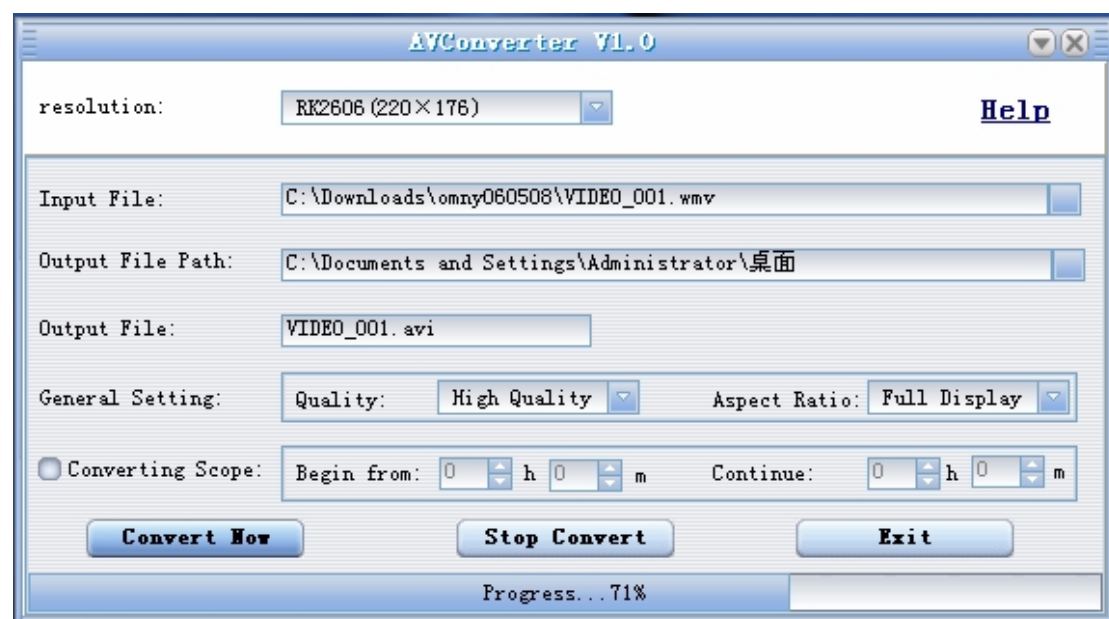 AVConverter V1.0
resolution: RK2606(220×176) Help
Input File: C:\Downloads\omny060508\VIDEO_001.wmv
Output File Path: C:\Documents and Settings\Administrator\桌面
Output File: VIDEO_001.avi
General Setting: Quality: High Quality Aspect Ratio: Full Display
Converting Scope: Begin from: 0 h 0 m Continue: 0 h 0 m
Convert Now Stop Convert Exit
Progress...71%